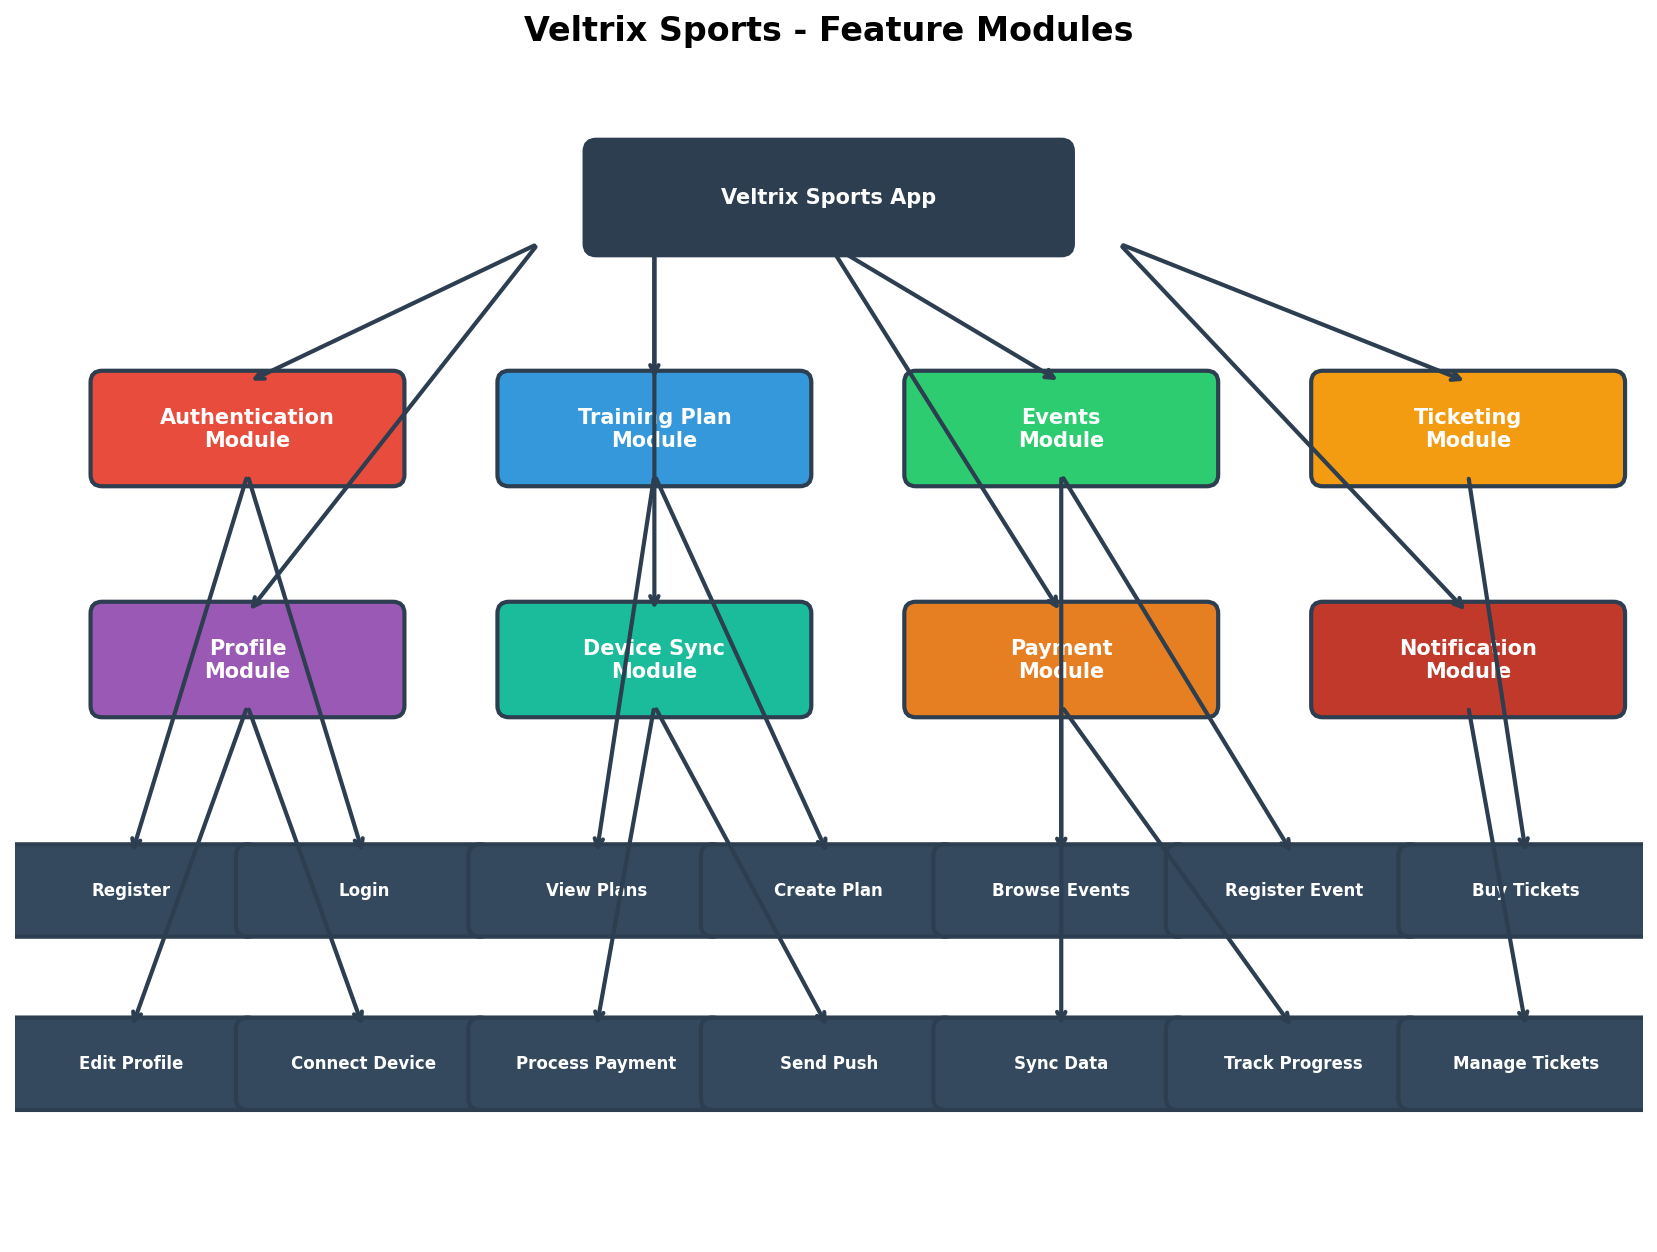 Veltrix Sports - Feature Modules
Veltrix Sports App
Authentication
Module
Training Plan
Module
Events
Module
Ticketing
Module
Profile
Module
Device Sync
Module
Payment
Module
Notification
Module
Register
Login
View Plans
Create Plan
Browse Events
Register Event
Buy Tickets
Edit Profile
Connect Device
Process Payment
Send Push
Sync Data
Track Progress
Manage Tickets